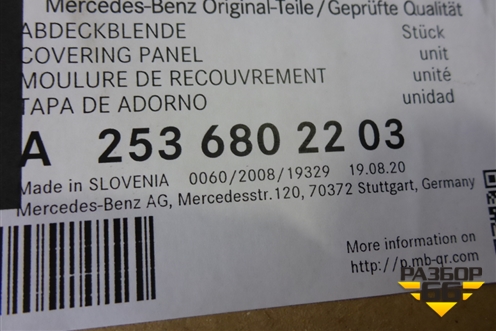 Mercedes-Benz Original-Teile/Geprüfte Qualität
ABDECKBLENDE Stück
COVERING PANEL unit
MOULURE DE RECOUVREMENT unité
TAPA DE ADORNO unidad
A 253 680 22 03
Made in SLOVENIA 0060/2008/19329 19.08.20
Mercedes-Benz AG, Mercedesstr.120, 70372 Stuttgart, Germany
More information on
http://p.mb-qr.com
РАЗБОР
66